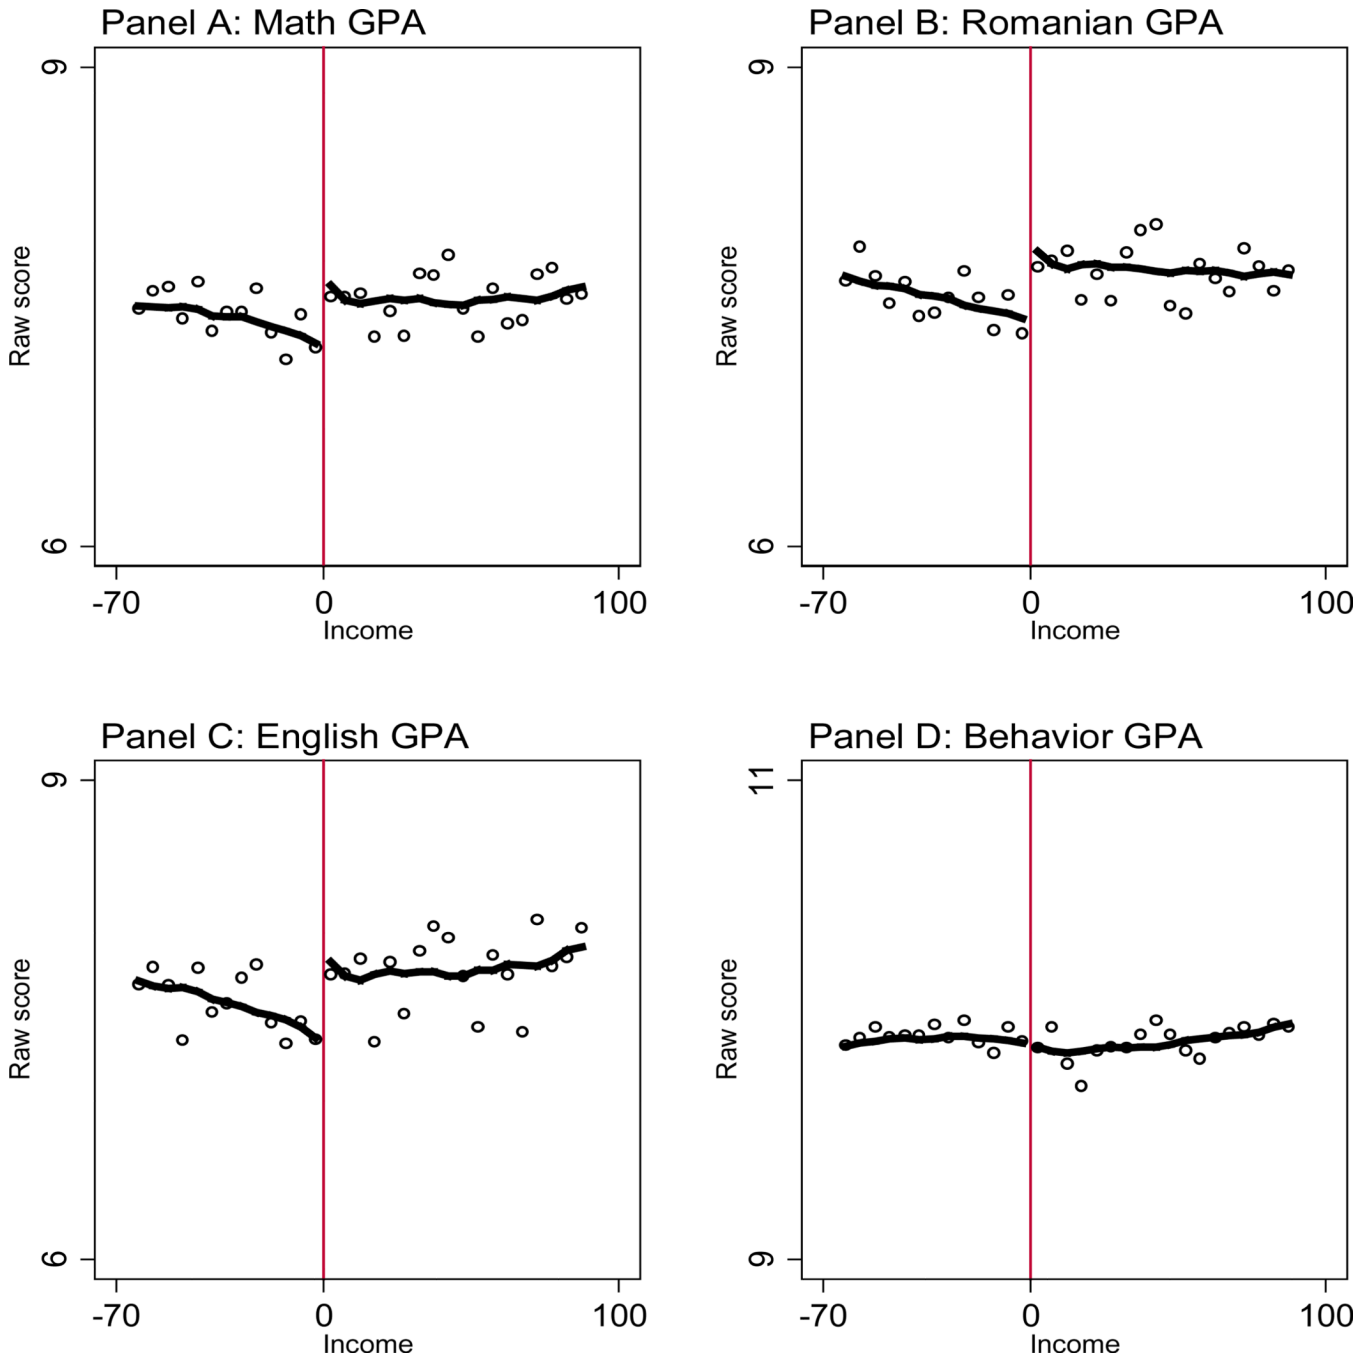 Panel A: Math GPA
9
Raw score
6
-70 0 100
Income
Panel B: Romanian GPA
9
Raw score
6
-70 0 100
Income
Panel C: English GPA
9
Raw score
6
-70 0 100
Income
Panel D: Behavior GPA
11
Raw score
9
-70 0 100
Income